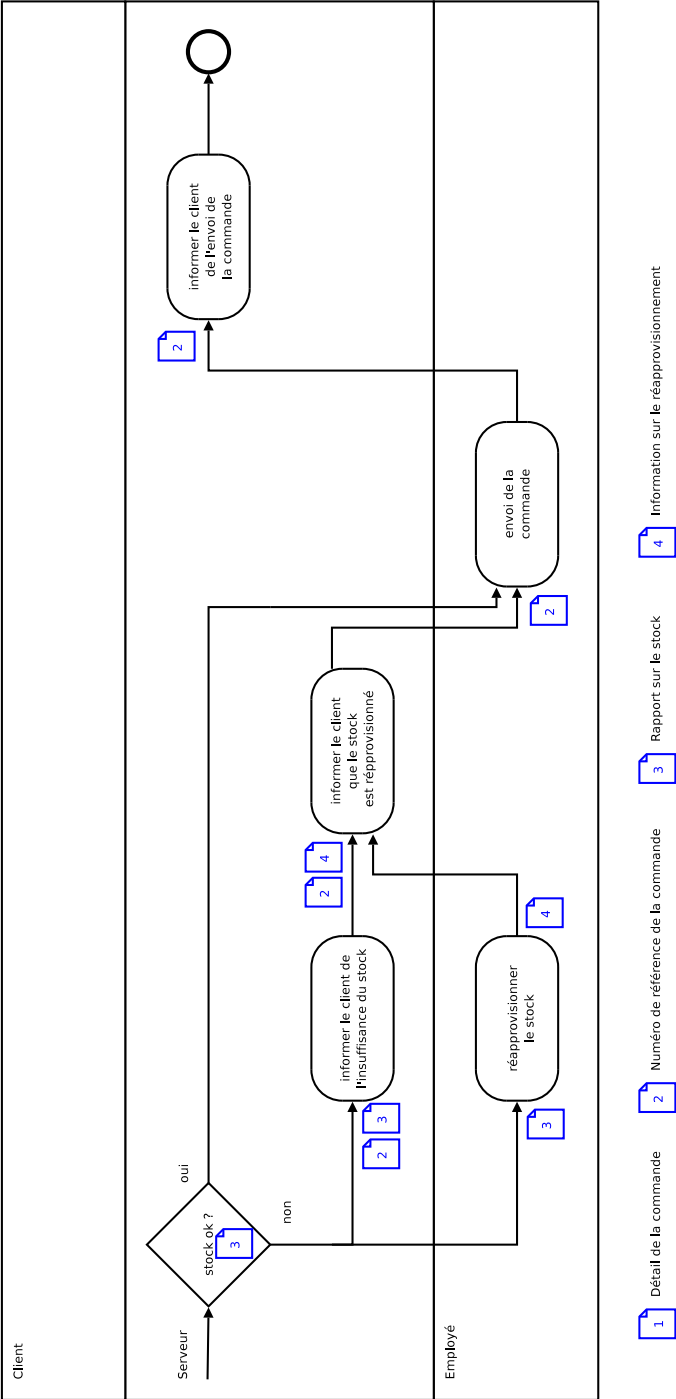 Client
Serveur
stock ok ?
3
oui
non
2
3
informer le client de
l'insuffisance du stock
3
réapprovisionner
le stock
4
2
4
informer le client
que le stock
est répprovisionné
2
envoi de la
commande
2
informer le client
de l'envoi de
la commande
Employé
1
Détail de la commande
2
Numéro de référence de la commande
3
Rapport sur le stock
4
Information sur le réapprovisionnement